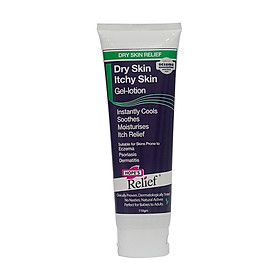 DRY SKIN RELIEF
Dry Skin
Itchy Skin
Gel-lotion
ECZEMA
Instantly Cools
Soothes
Moisturises
Itch Relief
Suitable for Skins Prone to
Eczema
Psoriasis
Dermatitis
HOPE'S
Relief
Clinically Proven, Dermatologically Tested
No Nasties, Natural Actives
Perfect for Babies to Adults